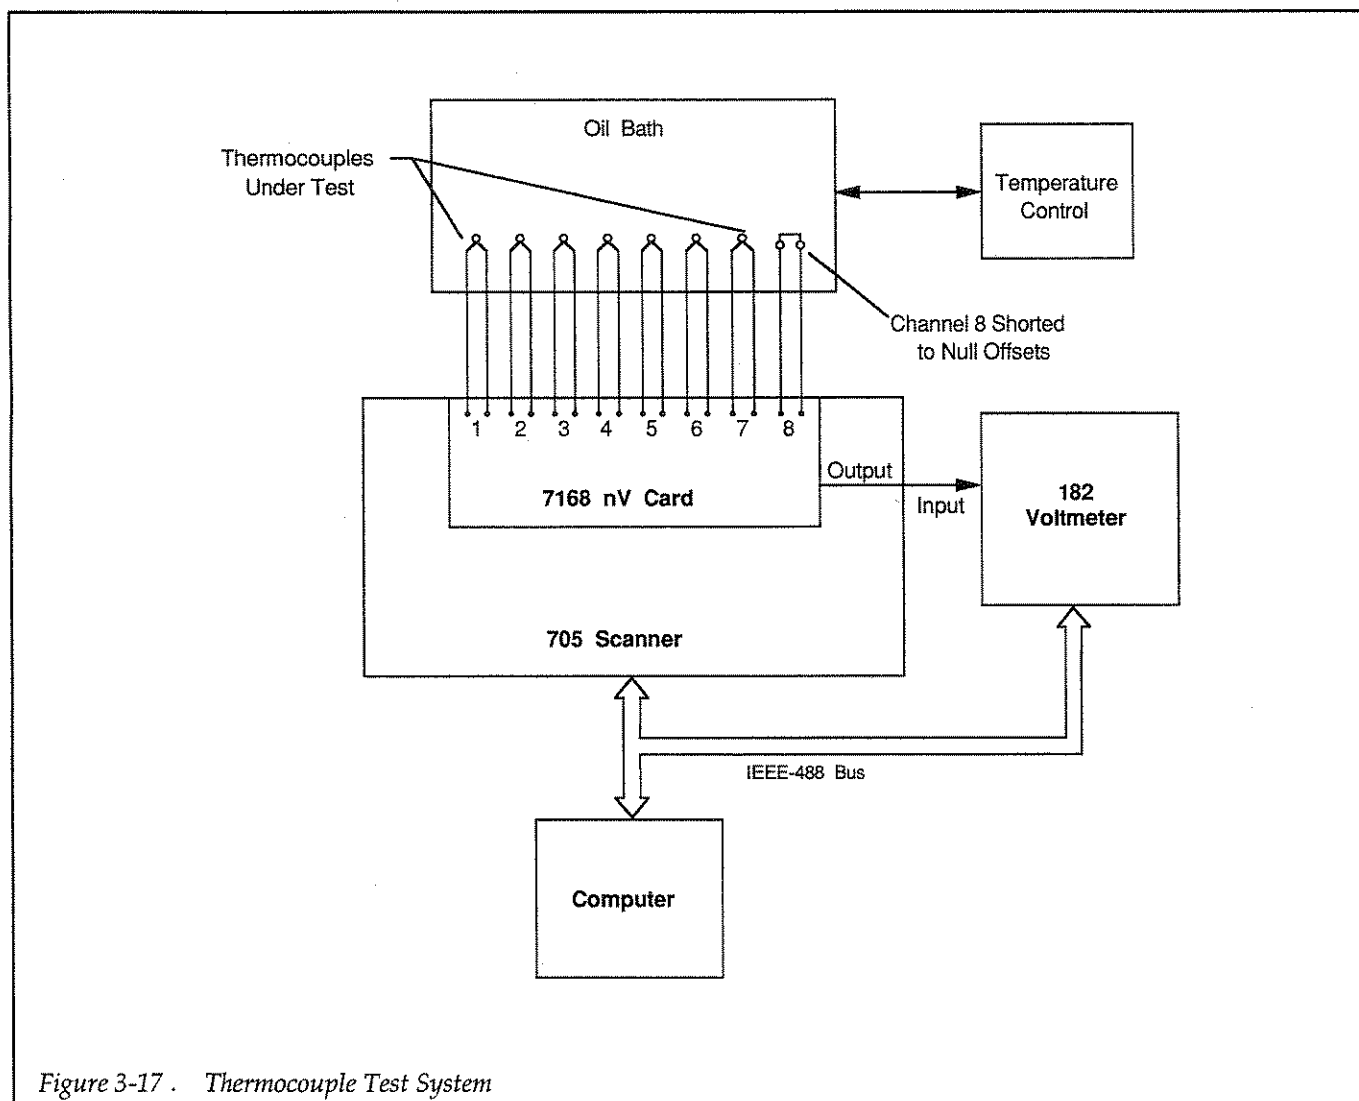 Oil Bath
Thermocouples
Under Test
Temperature
Control
Channel 8 Shorted
to Null Offsets
1 2 3 4 5 6 7 8
Output
Input
7168 nV Card
182
Voltmeter
705 Scanner
IEEE-488 Bus
Computer
Figure 3-17 . Thermocouple Test System